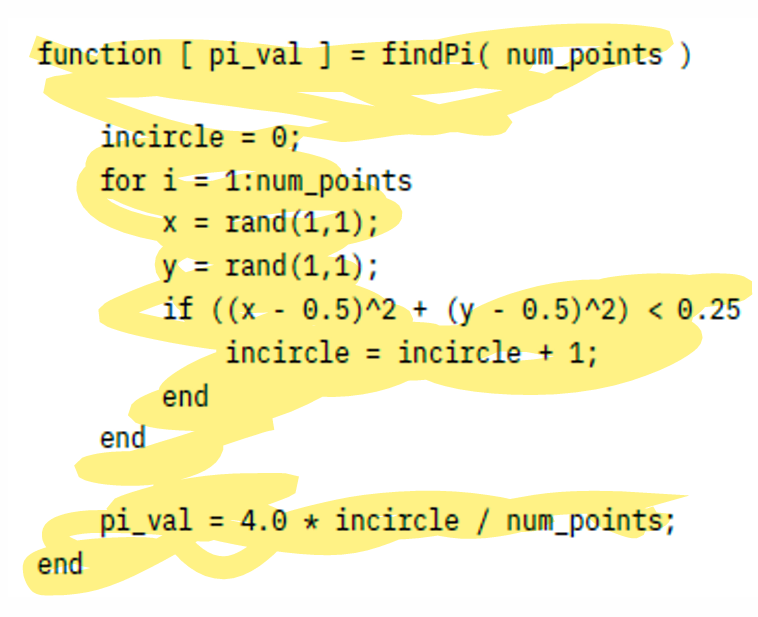 function [ pi_val ] = findPi( num_points )
incircle = 0;
for i = 1:num_points
x = rand(1,1);
y = rand(1,1);
if ((x - 0.5)^2 + (y - 0.5)^2) < 0.25
incircle = incircle + 1;
end
end
pi_val = 4.0 * incircle / num_points;
end